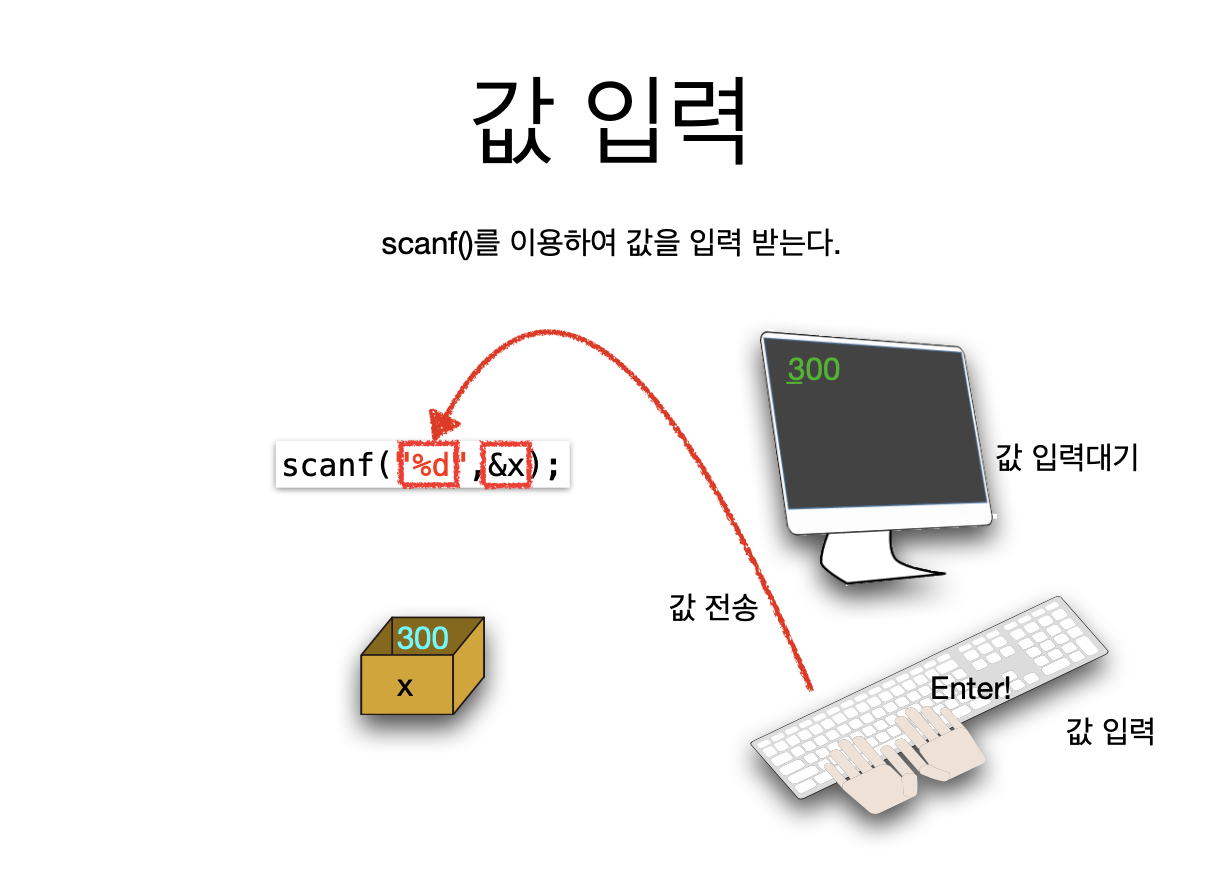 값 입력
scanf()를 이용하여 값을 입력 받는다.
300
값 입력대기
scanf("%d",&x);
값 전송
300
x
Enter!
값 입력